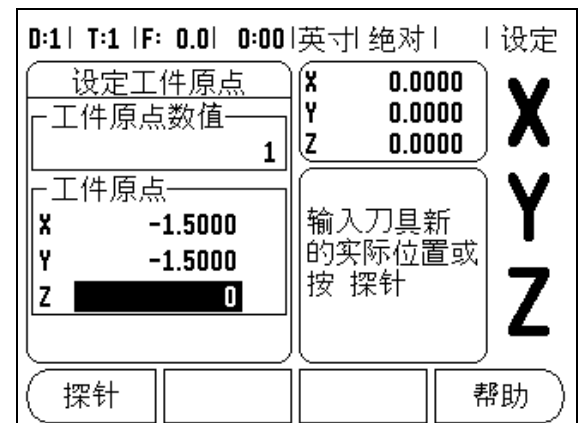 D:1| T:1 |F: 0.0| 0:00|英寸|绝对| |设定
设定工件原点
工件原点数值
1
工件原点
X -1.5000
Y -1.5000
Z 0
X 0.0000
Y 0.0000
Z 0.0000
输入刀具新
的实际位置或
按 探针
X
Y
Z
探针
帮助